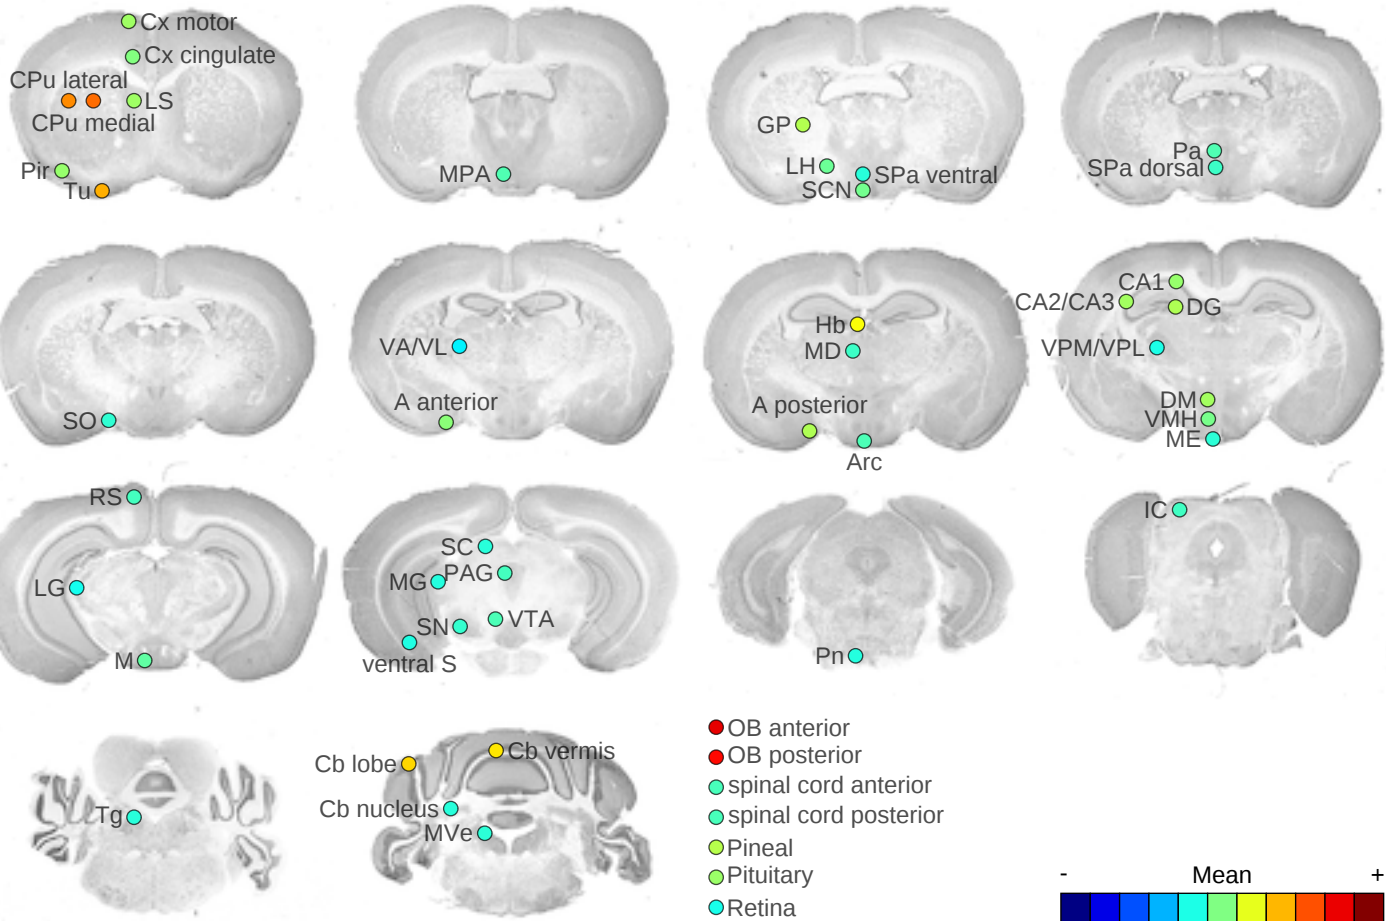 Cx motor
Cx cingulate
CPu lateral
LS
CPu medial
Pir
Tu
MPA
GP
LH
SPa ventral
SCN
Pa
SPa dorsal
SO
VA/VL
A anterior
Hb
MD
A posterior
Arc
CA1
CA2/CA3
DG
VPM/VPL
DM
VMH
ME
RS
LG
M
SC
PAG
MG
VTA
SN
ventral S
Pn
IC
Tg
Cb lobe
Cb vermis
Cb nucleus
MVe
OB anterior
OB posterior
spinal cord anterior
spinal cord posterior
Pineal
Pituitary
Retina
- Mean +